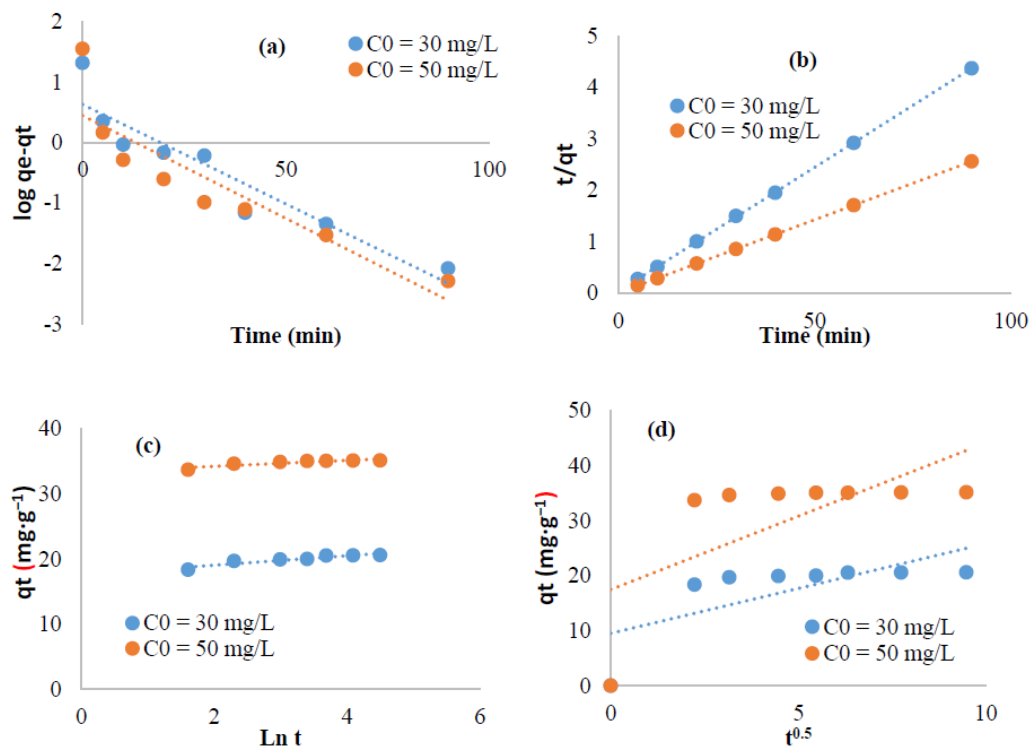 (a)
C0 = 30 mg/L
C0 = 50 mg/L
2
1
0
-1
-2
-3
0
50
100
log qe-qt
Time (min)
(b)
C0 = 30 mg/L
C0 = 50 mg/L
5
4
3
2
1
0
0
50
100
t/qt
Time (min)
(c)
40
30
20
10
0
0
2
4
6
qt (mg·g⁻¹)
C0 = 30 mg/L
C0 = 50 mg/L
Ln t
(d)
50
40
30
20
10
0
0
5
10
qt (mg·g⁻¹)
C0 = 30 mg/L
C0 = 50 mg/L
t⁰·⁵